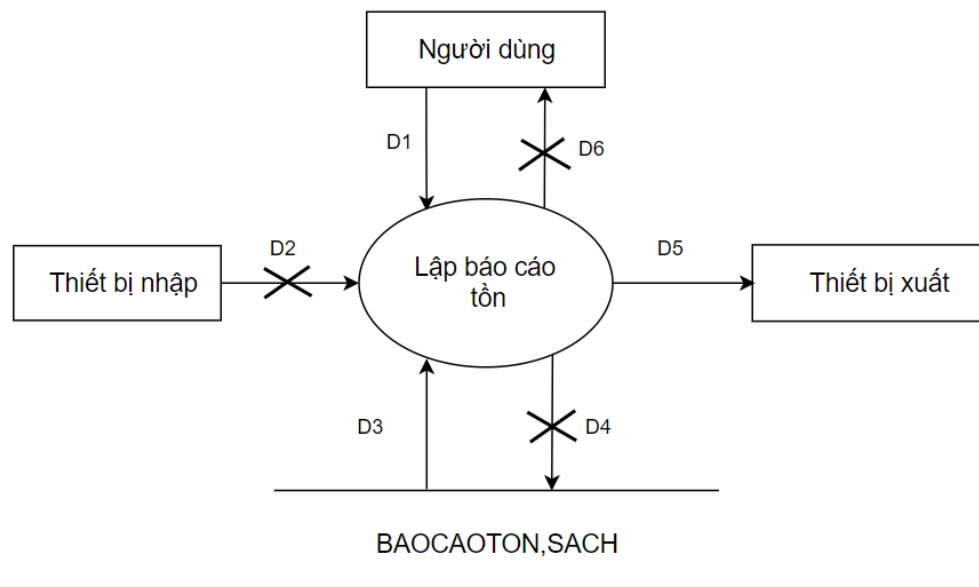 Người dùng
D1
D6
D2
D5
Thiết bị nhập
Lập báo cáo
tồn
Thiết bị xuất
D3
D4
BAOCAOTON,SACH